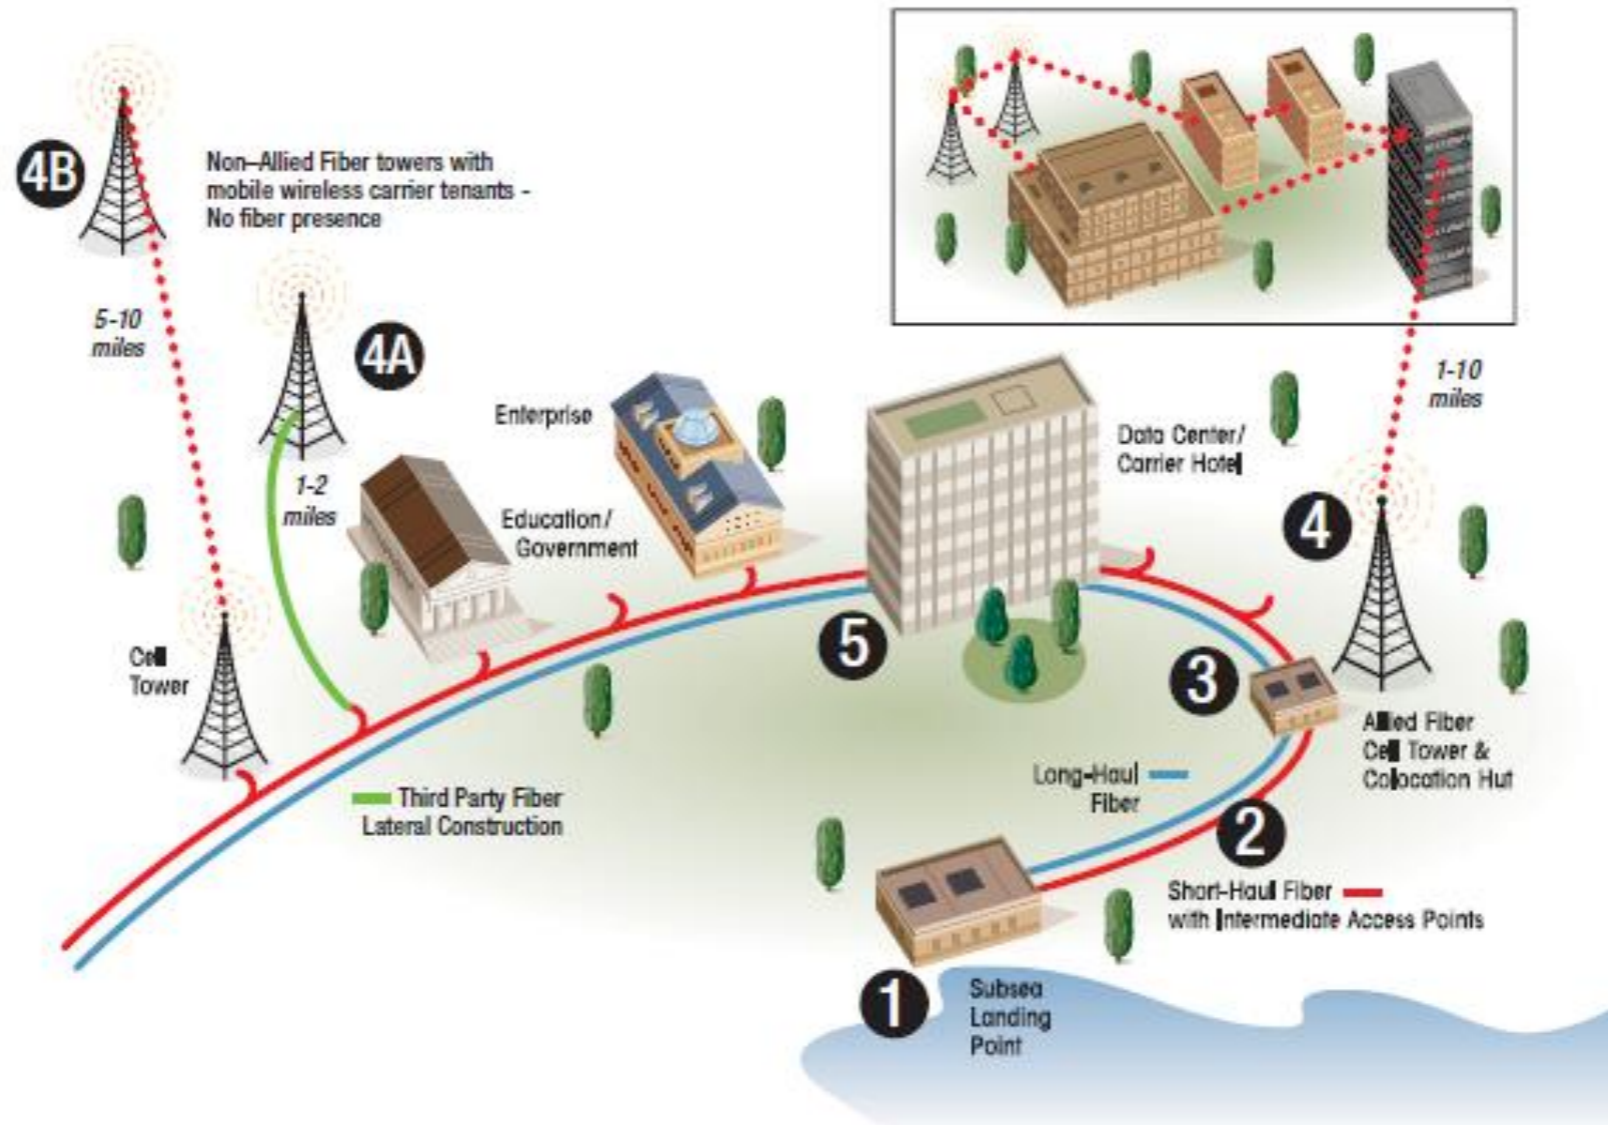 4B
Non–Allied Fiber towers with
mobile wireless carrier tenants -
No fiber presence
5-10
miles
4A
1-2
miles
Enterprise
Education/
Government
Data Center/
Carrier Hotel
1-10
miles
4
Cell
Tower
5
3
Allied Fiber
Cell Tower &
Colocation Hut
Long-Haul
Fiber
Third Party Fiber
Lateral Construction
2
Short-Haul Fiber
with Intermediate Access Points
1
Subsea
Landing
Point